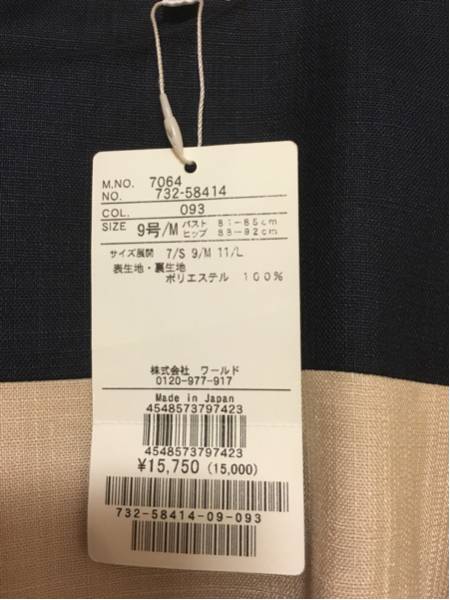 M.NO. 7064
NO. 732-58414
COL. 093
SIZE 9号/M バスト 81-85cm
ヒップ 88-92cm
サイズ展開 7/S 9/M 11/L
表生地・裏生地
ポリエステル 100%
株式会社 ワールド
0120-977-917
Made in Japan
4548573797423
4548573797423
¥15,750 (15,000)
732-58414-09-093